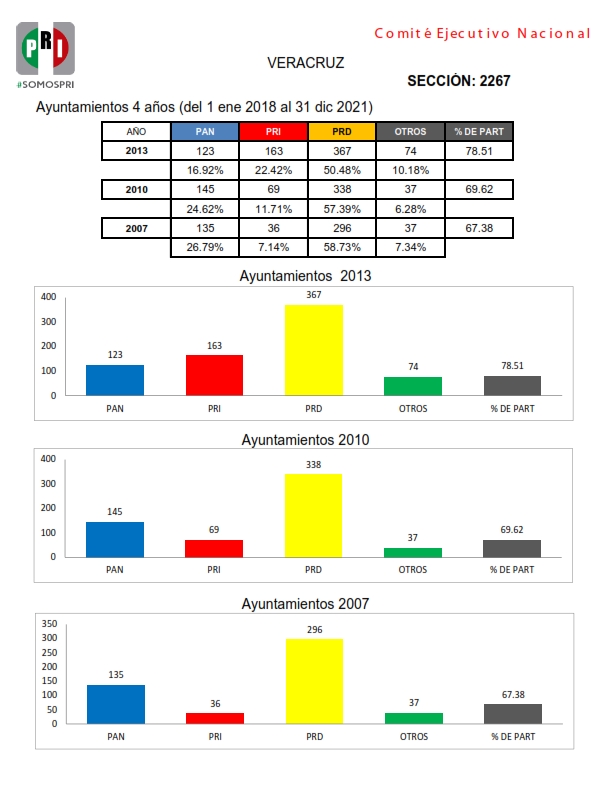 Comité Ejecutivo Nacional
PRI
#SOMOSPRI
VERACRUZ
SECCIÓN: 2267
Ayuntamientos 4 años (del 1 ene 2018 al 31 dic 2021)
AÑO PAN PRI PRD OTROS % DE PART
2013 123 163 367 74 78.51
16.92% 22.42% 50.48% 10.18%
2010 145 69 338 37 69.62
24.62% 11.71% 57.39% 6.28%
2007 135 36 296 37 67.38
26.79% 7.14% 58.73% 7.34%
Ayuntamientos 2013
400
300
200
100
0
123 163 367 74 78.51
PAN PRI PRD OTROS % DE PART
Ayuntamientos 2010
400
300
200
100
0
145 69 338 37 69.62
PAN PRI PRD OTROS % DE PART
Ayuntamientos 2007
350
300
250
200
150
100
50
0
135 36 296 37 67.38
PAN PRI PRD OTROS % DE PART